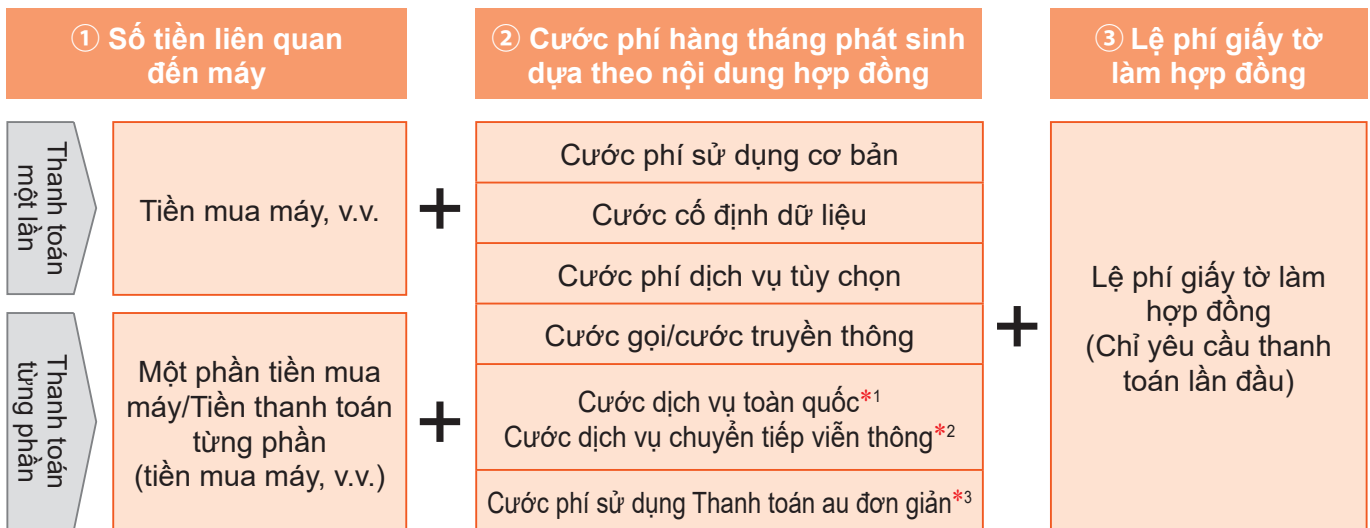 ① Số tiền liên quan
đến máy
② Cước phí hàng tháng phát sinh
dựa theo nội dung hợp đồng
③ Lệ phí giấy tờ
làm hợp đồng
Thanh toán
một lần
Tiền mua máy, v.v.
+
Cước phí sử dụng cơ bản
Cước cố định dữ liệu
Cước phí dịch vụ tùy chọn
Cước gọi/cước truyền thông
Cước dịch vụ toàn quốc*1
Cước dịch vụ chuyển tiếp viễn thông*2
Cước phí sử dụng Thanh toán au đơn giản*3
+
Lệ phí giấy tờ làm
hợp đồng
(Chỉ yêu cầu thanh
toán lần đầu)
Thanh toán
từng phần
Một phần tiền mua
máy/Tiền thanh toán
từng phần
(tiền mua máy, v.v.)
+